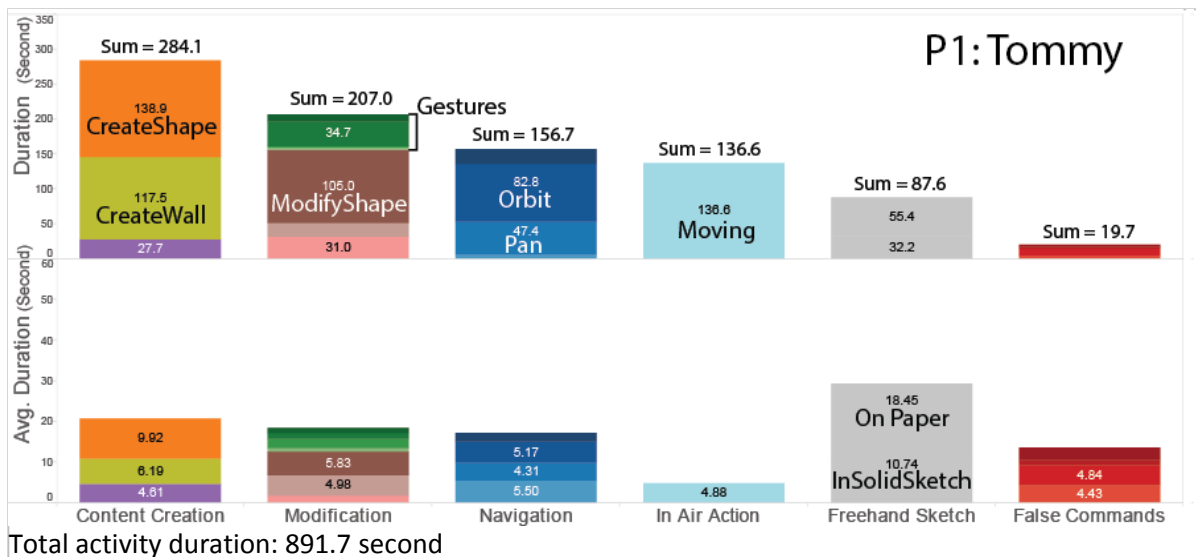 P1: Tommy
Duration (Second)
350
300
250
200
150
100
50
0
Sum = 284.1
138.9
CreateShape
117.5
CreateWall
27.7
Sum = 207.0
Gestures
34.7
105.0
ModifyShape
31.0
Sum = 156.7
82.8
Orbit
47.4
Pan
Sum = 136.6
136.6
Moving
Sum = 87.6
55.4
32.2
Sum = 19.7
Avg. Duration (Second)
60
50
40
30
20
10
0
9.92
6.19
4.61
5.83
4.98
5.17
4.31
5.50
4.88
18.45
On Paper
10.74
InSolidSketch
4.84
4.43
Content Creation
Modification
Navigation
In Air Action
Freehand Sketch
False Commands
Total activity duration: 891.7 second